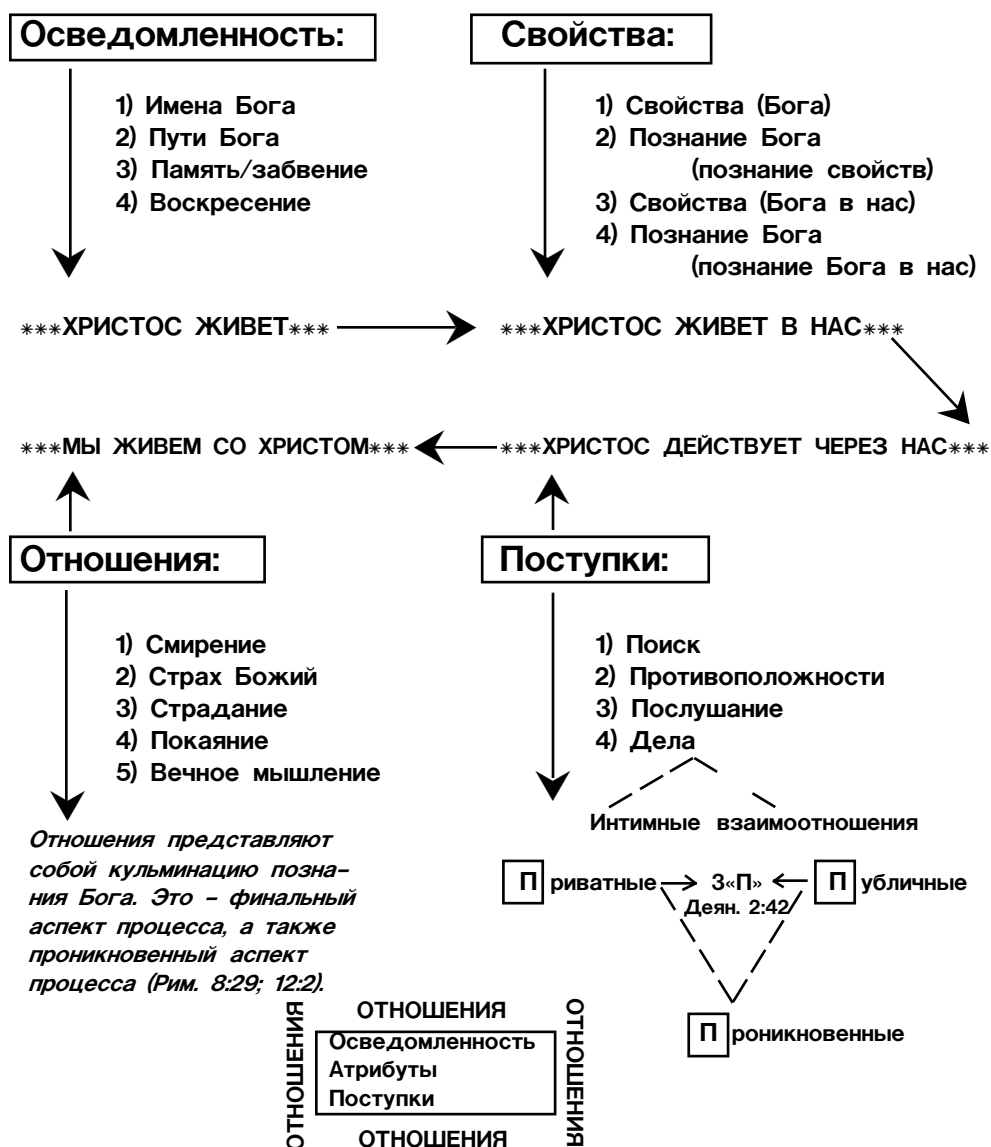 Осведомленность:
1) Имена Бога
2) Пути Бога
3) Память/забвение
4) Воскресение
Свойства:
1) Свойства (Бога)
2) Познание Бога
(познание свойств)
3) Свойства (Бога в нас)
4) Познание Бога
(познание Бога в нас)
***ХРИСТОС ЖИВЕТ***
***ХРИСТОС ЖИВЕТ В НАС***
***МЫ ЖИВЕМ СО ХРИСТОМ***
***ХРИСТОС ДЕЙСТВУЕТ ЧЕРЕЗ НАС***
Отношения:
1) Смирение
2) Страх Божий
3) Страдание
4) Покаяние
5) Вечное мышление
Отношения представляют
собой кульминацию позна-
ния Бога. Это – финальный
аспект процесса, а также
проникновенный аспект
процесса (Рим. 8:29; 12:2).
Поступки:
1) Поиск
2) Противоположности
3) Послушание
4) Дела
Интимные взаимоотношения
Приватные
3«П»
Публичные
Деян. 2:42
Проникновенные
ОТНОШЕНИЯ
ОТНОШЕНИЯ
Осведомленность
Атрибуты
Поступки
ОТНОШЕНИЯ
ОТНОШЕНИЯ